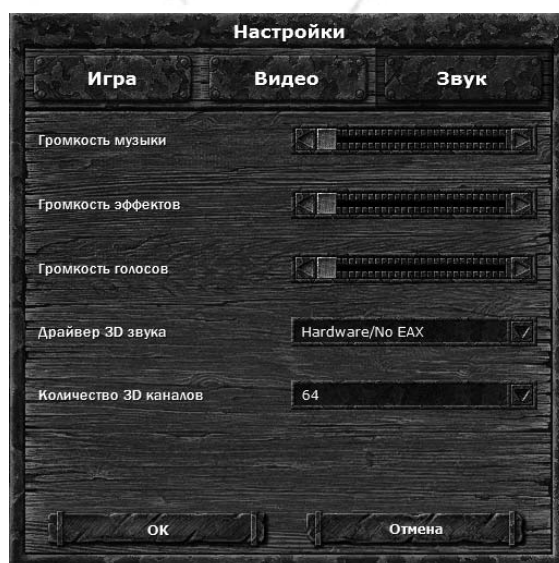 Настройки
Игра Видео Звук
Громкость музыки
Громкость эффектов
Громкость голосов
Драйвер 3D звука Hardware/No EAX
Количество 3D каналов 64
ОК Отмена